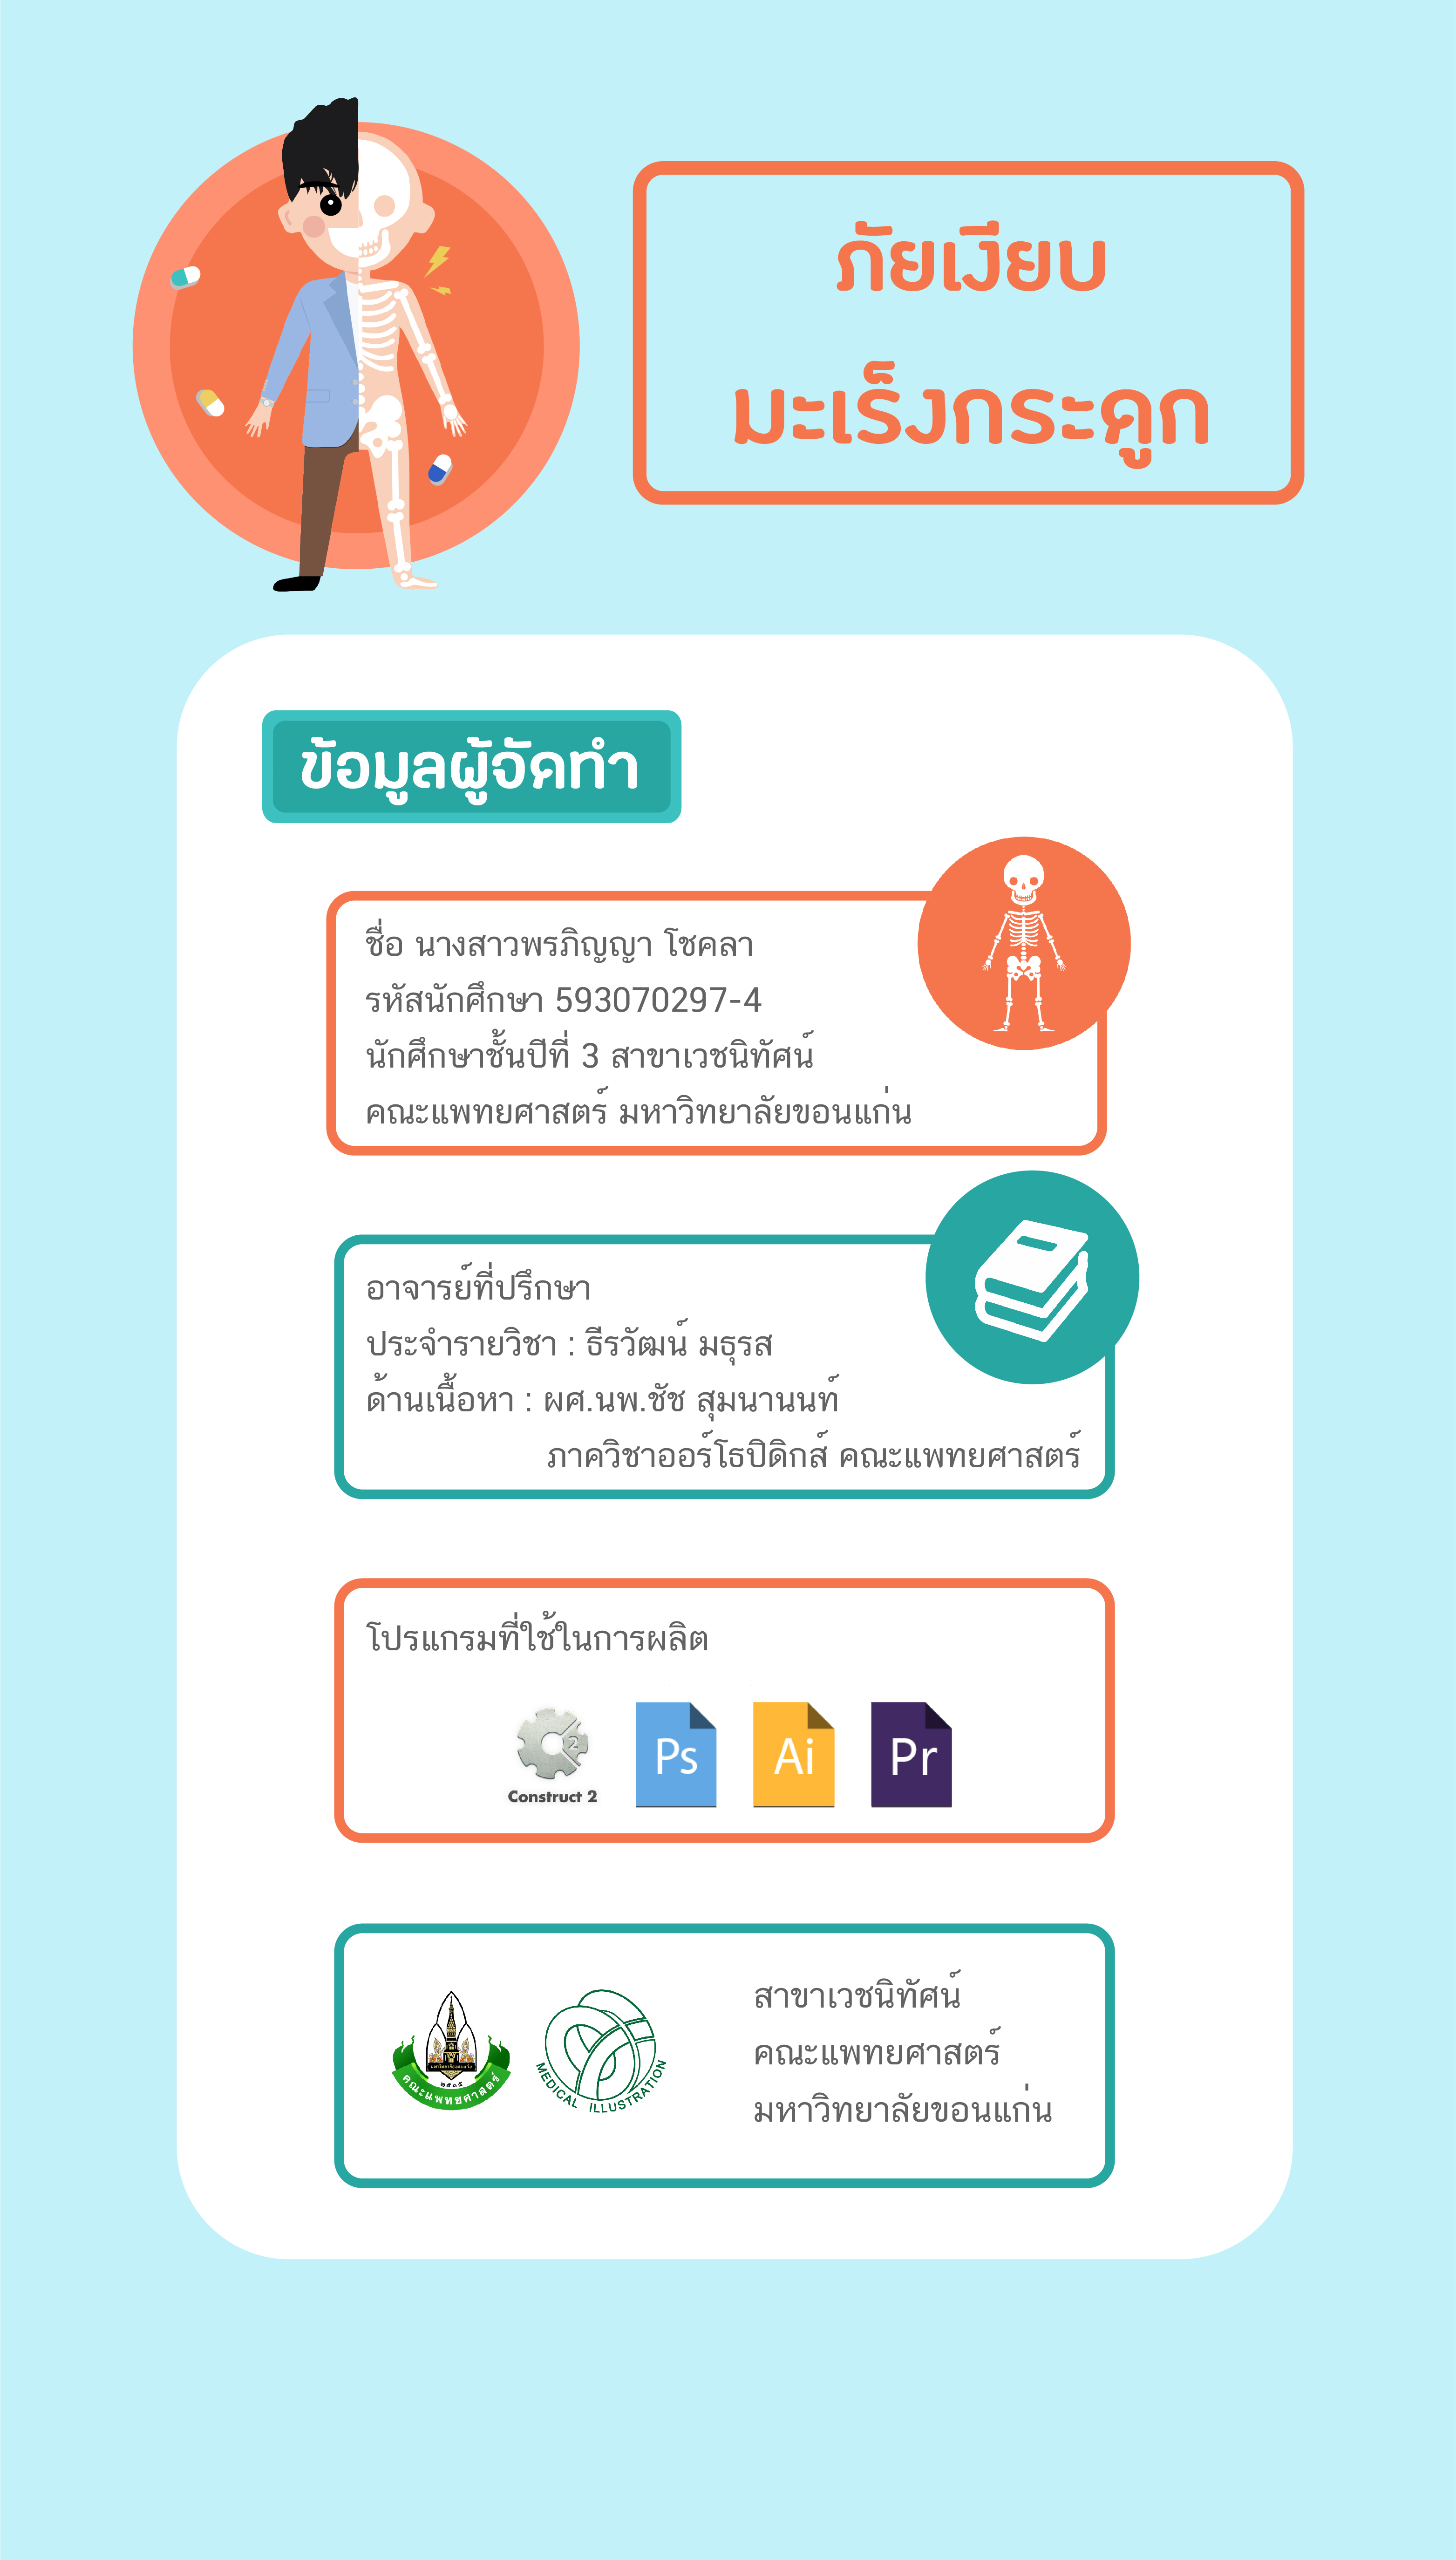 ภัยเงียบ
มะเร็งกระดูก
ข้อมูลผู้จัดทำ
ชื่อ นางสาวพรภิญญา โชคลา
รหัสนักศึกษา 593070297-4
นักศึกษาชั้นปีที่ 3 สาขาเวชนิทัศน์
คณะแพทยศาสตร์ มหาวิทยาลัยขอนแก่น
อาจารย์ที่ปรึกษา
ประจำรายวิชา : ธีรวัฒน์ มธุรส
ด้านเนื้อหา : ผศ.นพ.ชัช สุมนานนท์
ภาควิชาออร์โธปิดิกส์ คณะแพทยศาสตร์
โปรแกรมที่ใช้ในการผลิต
2
Construct 2
Ps
Ai
Pr
๒๕๑๕
คณะแพทยศาสตร์
MEDICAL ILLUSTRATION
สาขาเวชนิทัศน์
คณะแพทยศาสตร์
มหาวิทยาลัยขอนแก่น